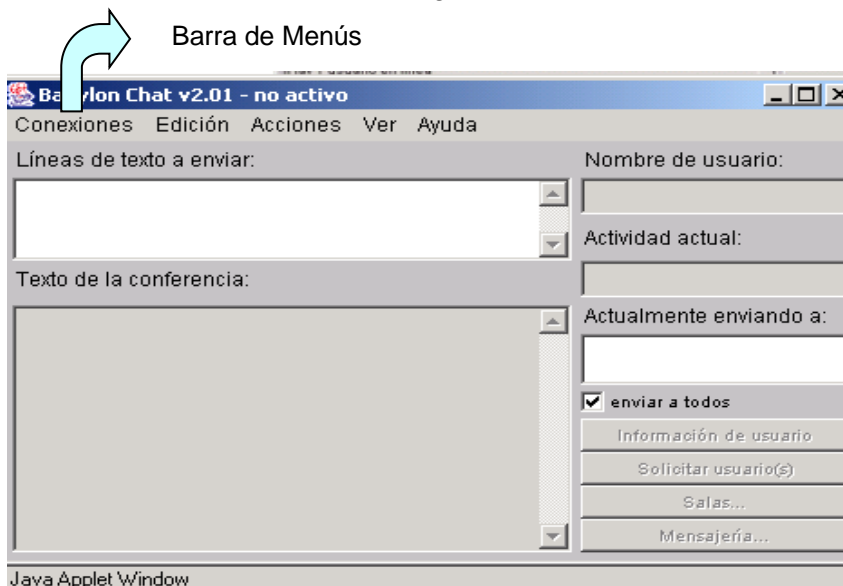 Barra de Menús
Babylon Chat v2.01 - no activo
Conexiones Edición Acciones Ver Ayuda
Líneas de texto a enviar:
Nombre de usuario:
Actividad actual:
Texto de la conferencia:
Actualmente enviando a:
enviar a todos
Información de usuario
Solicitar usuario(s)
Salas...
Mensajería...
Java Applet Window